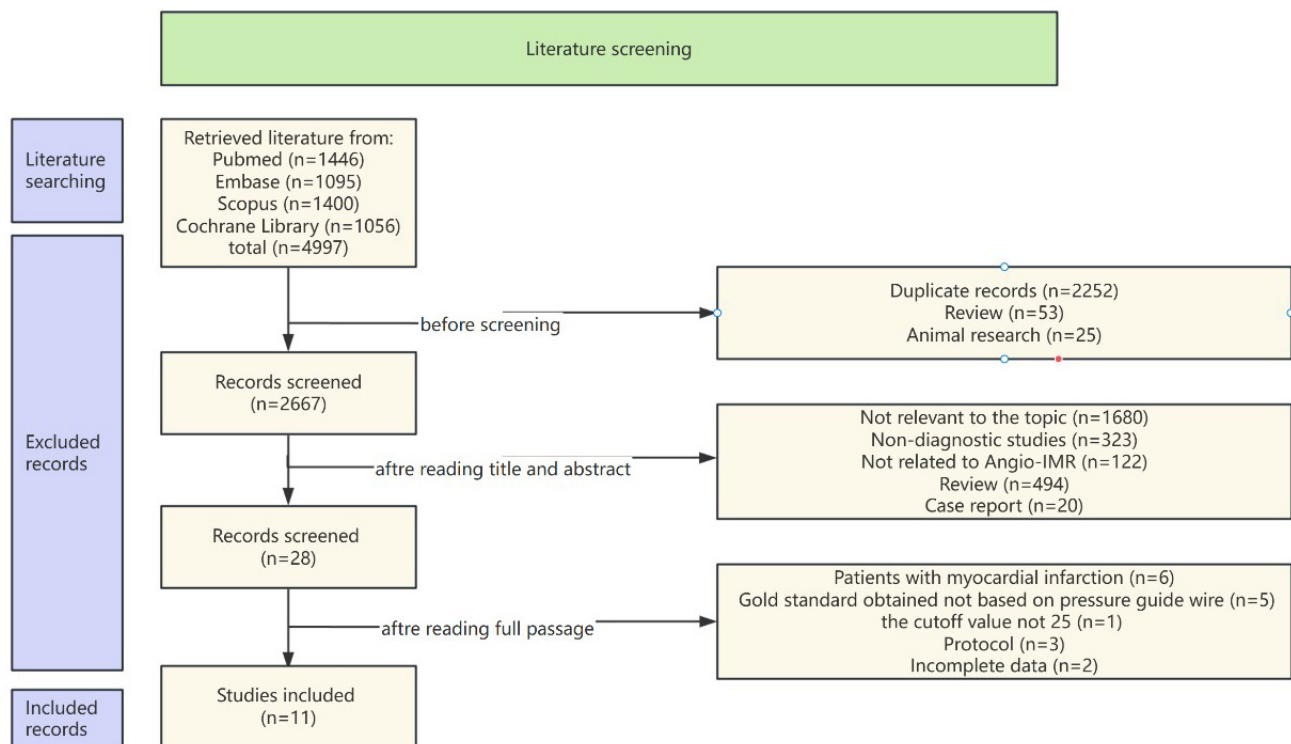 Literature screening
Literature
searching
Retrieved literature from:
Pubmed (n=1446)
Embase (n=1095)
Scopus (n=1400)
Cochrane Library (n=1056)
total (n=4997)
before screening
Duplicate records (n=2252)
Review (n=53)
Animal research (n=25)
Excluded
records
Records screened
(n=2667)
aftre reading title and abstract
Not relevant to the topic (n=1680)
Non-diagnostic studies (n=323)
Not related to Angio-IMR (n=122)
Review (n=494)
Case report (n=20)
Records screened
(n=28)
aftre reading full passage
Patients with myocardial infarction (n=6)
Gold standard obtained not based on pressure guide wire (n=5)
the cutoff value not 25 (n=1)
Protocol (n=3)
Incomplete data (n=2)
Included
records
Studies included
(n=11)